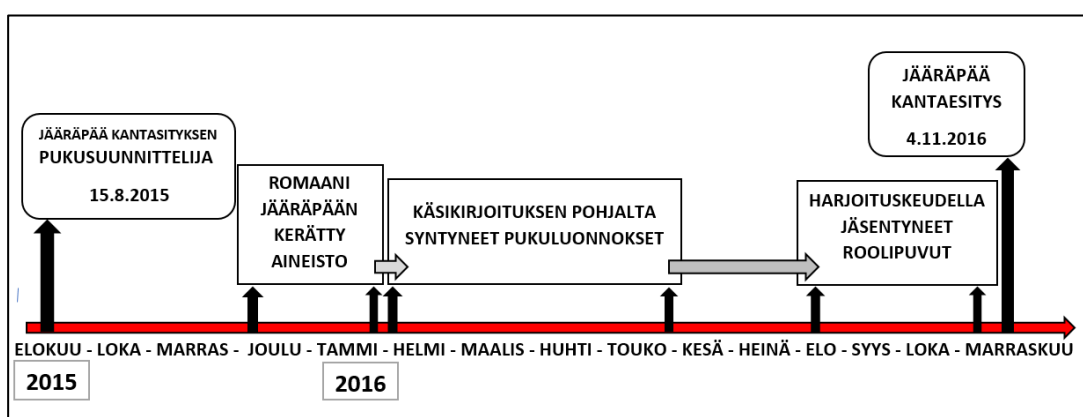 JÄÄRÄPÄÄ KANTASITYKSEN
PUKUSUUNNITTELIJA
15.8.2015
ROMAANI
JÄÄRÄPÄÄN
KERÄTTY
AINEISTO
KÄSIKIRJOITUKSEN POHJALTA
SYNTYNEET PUKULUONNOKSET
HARJOITUSKEUDELLA
JÄSENTYNEET
ROOLIPUVUT
JÄÄRÄPÄÄ
KANTAESITYS
4.11.2016
ELOKUU - LOKA - MARRAS - JOULU - TAMMI - HELMI - MAALIS - HUHTI - TOUKO - KESÄ - HEINÄ - ELO - SYYS - LOKA - MARRASKUU
2015
2016